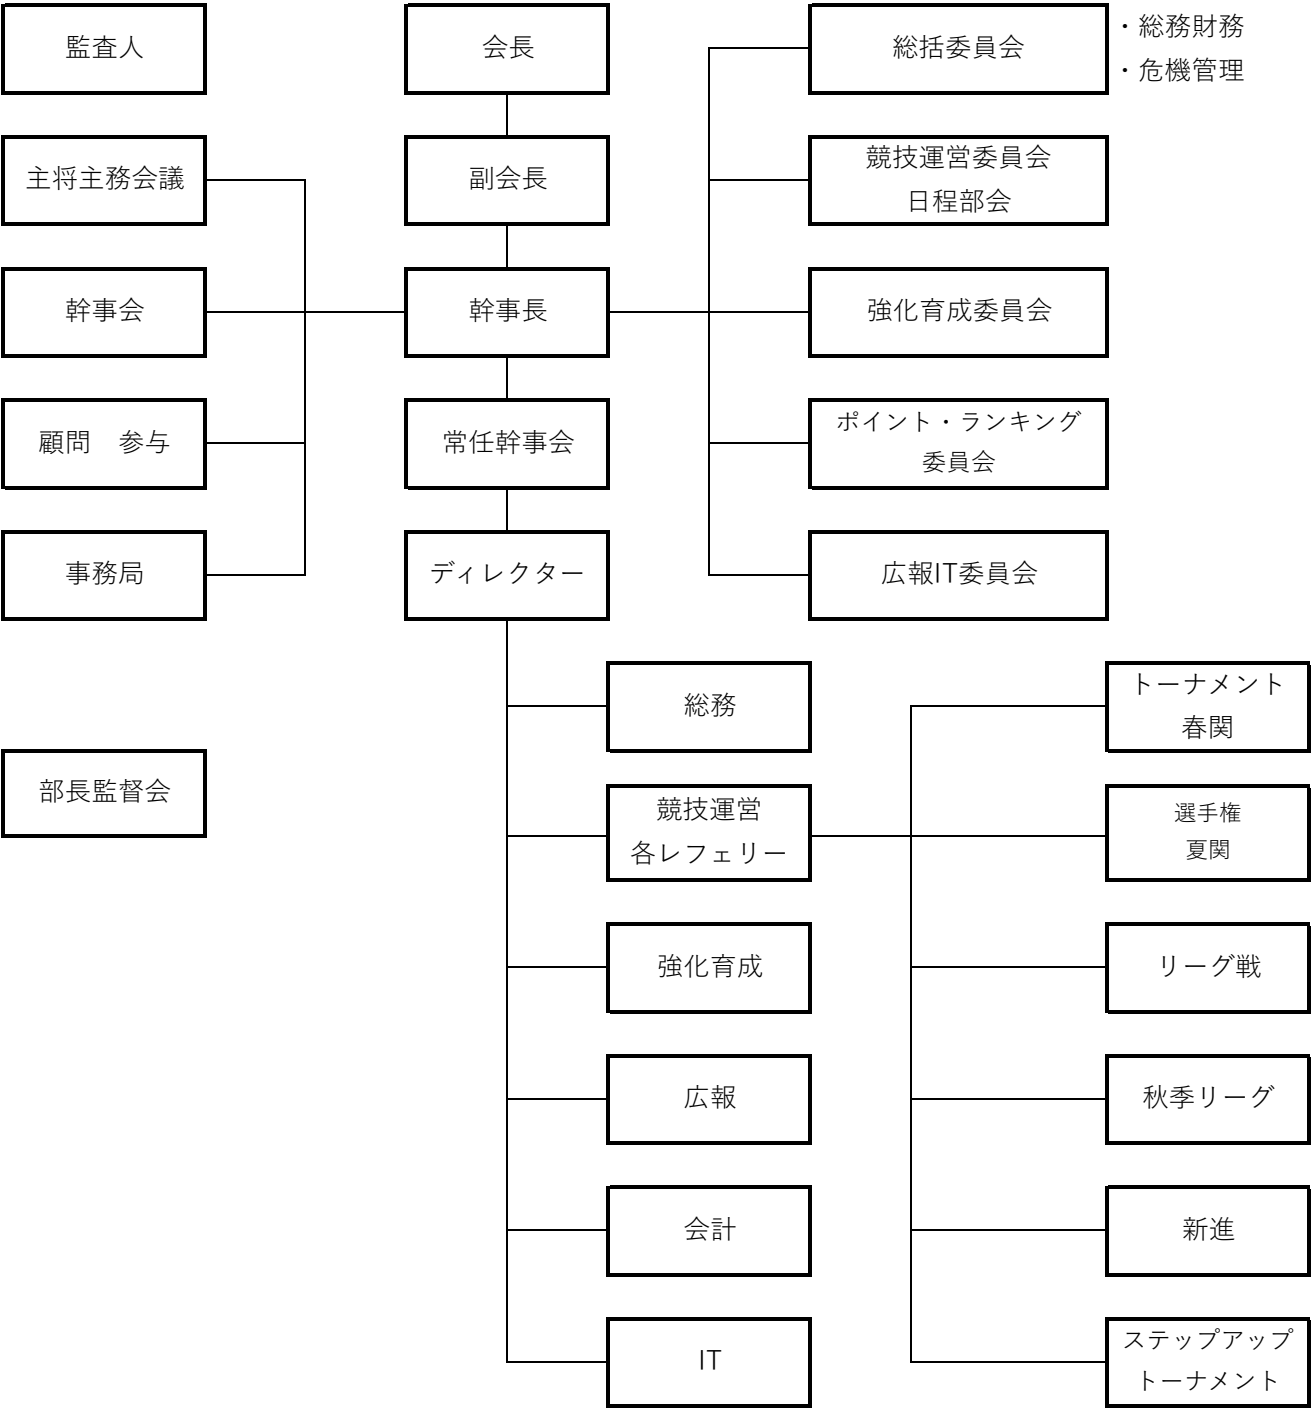 監査人
会長
総括委員会
・総務財務
・危機管理
主将主務会議
副会長
競技運営委員会
日程部会
幹事会
幹事長
強化育成委員会
顧問　参与
常任幹事会
ポイント・ランキング
委員会
事務局
ディレクター
広報IT委員会
総務
トーナメント
春関
部長監督会
競技運営
各レフェリー
選手権
夏関
強化育成
リーグ戦
広報
秋季リーグ
会計
新進
IT
ステップアップ
トーナメント